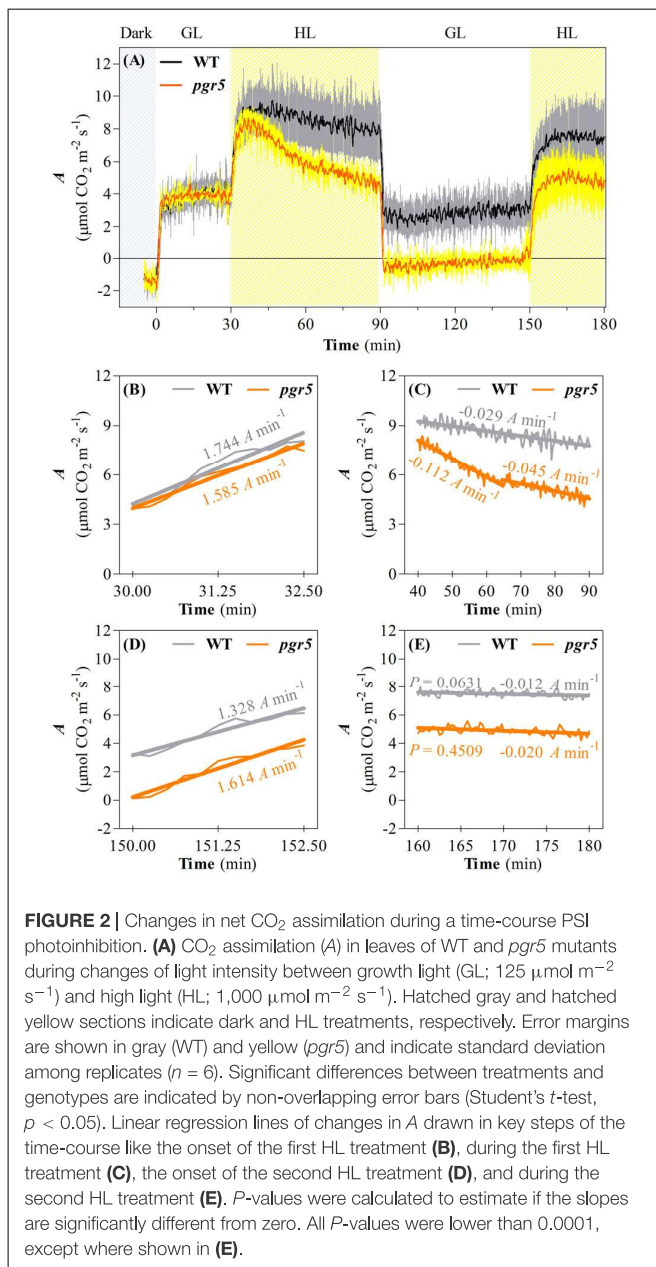 Dark GL HL GL HL
(A) WT
pgr5
12
10
8
6
4
2
0
-2
A
(μmol CO2 m-2 s-1)
0 30 60 90 120 150 180
Time (min)
(B) WT pgr5
12
9
6
3
0
A
(μmol CO2 m-2 s-1)
1.744 A min-1
1.585 A min-1
30.00 31.25 32.50
Time (min)
(C) WT pgr5
12
9
6
3
0
A
(μmol CO2 m-2 s-1)
-0.029 A min-1
-0.112 A min-1
-0.045 A min-1
40 50 60 70 80 90
Time (min)
(D) WT pgr5
12
10
8
6
4
2
0
-2
A
(μmol CO2 m-2 s-1)
1.328 A min-1
1.614 A min-1
150.00 151.25 152.50
Time (min)
(E) WT pgr5
12
10
8
6
4
2
0
-2
A
(μmol CO2 m-2 s-1)
P = 0.0631 -0.012 A min-1
P = 0.4509 -0.020 A min-1
160 165 170 175 180
Time (min)
FIGURE 2 | Changes in net CO2 assimilation during a time-course PSI
photoinhibition. (A) CO2 assimilation (A) in leaves of WT and pgr5 mutants
during changes of light intensity between growth light (GL; 125 μmol m−2
s−1) and high light (HL; 1,000 μmol m−2 s−1). Hatched gray and hatched
yellow sections indicate dark and HL treatments, respectively. Error margins
are shown in gray (WT) and yellow (pgr5) and indicate standard deviation
among replicates (n = 6). Significant differences between treatments and
genotypes are indicated by non-overlapping error bars (Student's t-test,
p < 0.05). Linear regression lines of changes in A drawn in key steps of the
time-course like the onset of the first HL treatment (B), during the first HL
treatment (C), the onset of the second HL treatment (D), and during the
second HL treatment (E). P-values were calculated to estimate if the slopes
are significantly different from zero. All P-values were lower than 0.0001,
except where shown in (E).